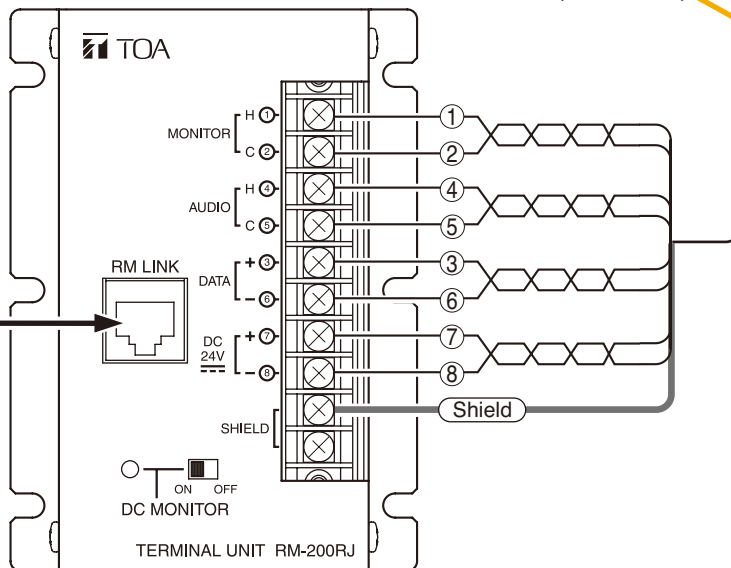 TOA
H ① ①
MONITOR
C ② ②
H ④ ④
AUDIO
C ⑤ ⑤
RM LINK
+ ③ ③
DATA
− ⑥ ⑥
DC 24V
+ ⑦ ⑦
− ⑧ ⑧
SHIELD
Shield
ON OFF
DC MONITOR
TERMINAL UNIT RM-200RJ